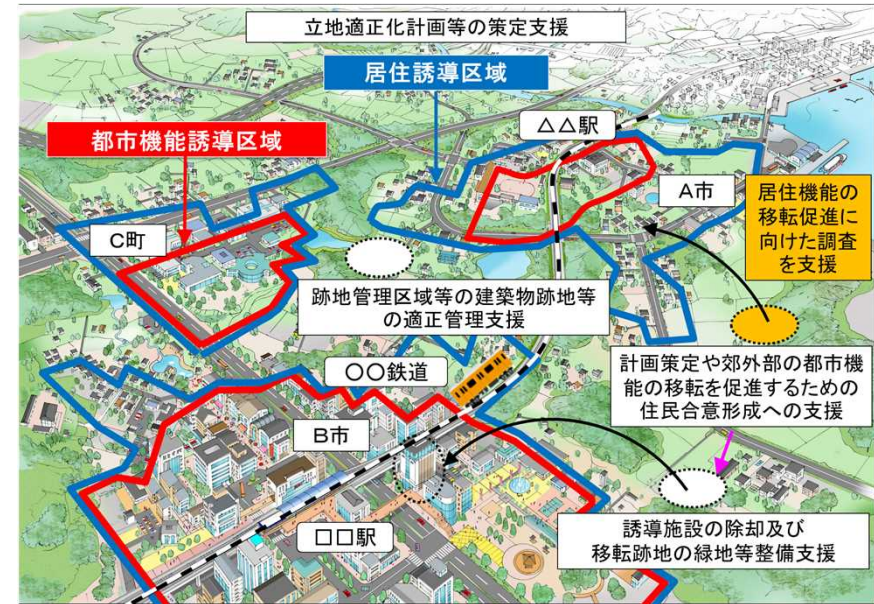 立地適正化計画等の策定支援
居住誘導区域
都市機能誘導区域
△△駅
A市
居住機能の
移転促進に
向けた調査
を支援
C町
跡地管理区域等の建築物跡地等
の適正管理支援
〇〇鉄道
計画策定や郊外部の都市機
能の移転を促進するための
住民合意形成への支援
B市
□□駅
誘導施設の除却及び
移転跡地の緑地等整備支援